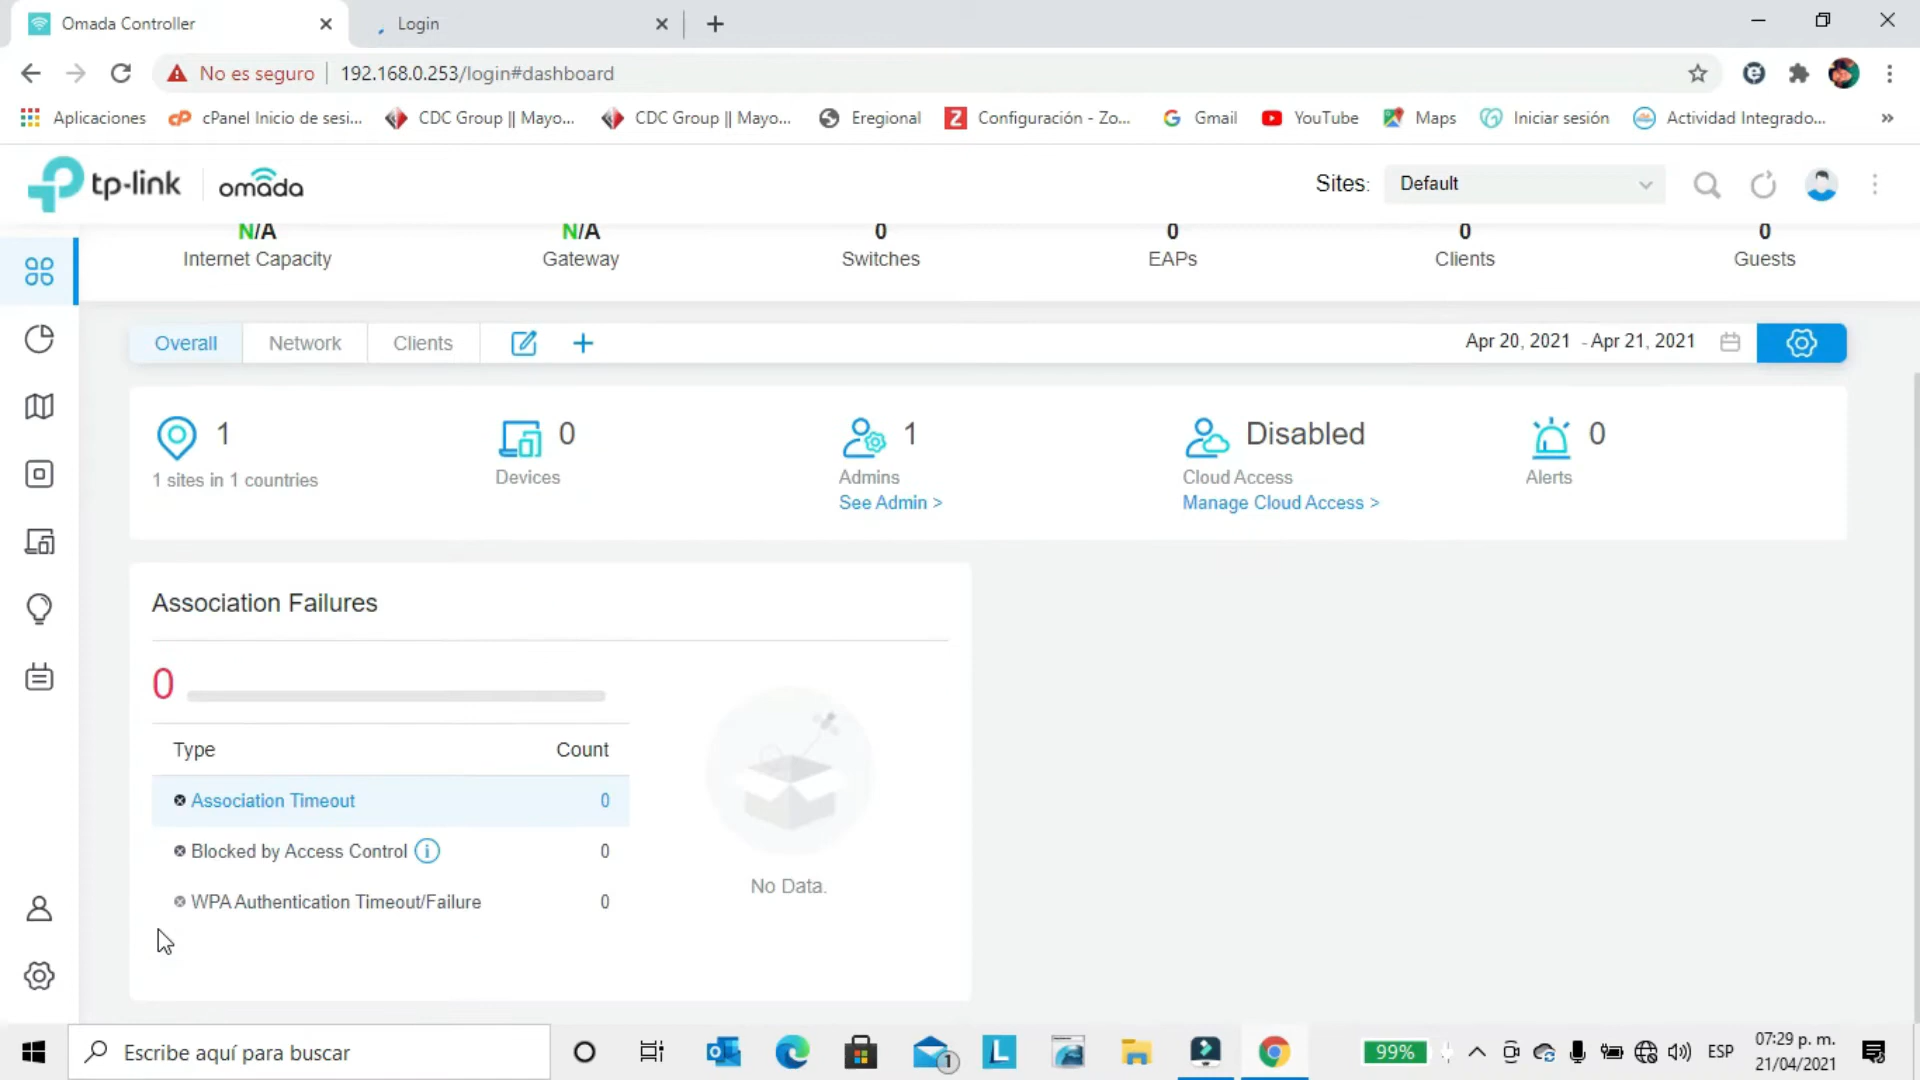 Omada Controller
Login
No es seguro
192.168.0.253/login#dashboard
Aplicaciones
cPanel Inicio de sesi...
CDC Group || Mayo...
CDC Group || Mayo...
Eregional
Configuración - Zo...
Gmail
YouTube
Maps
Iniciar sesión
Actividad Integrado...
tp-link
omada
Sites:
Default
N/A
N/A
0
0
0
0
Internet Capacity
Gateway
Switches
EAPs
Clients
Guests
Overall
Network
Clients
Apr 20, 2021 - Apr 21, 2021
1
0
1
Disabled
0
1 sites in 1 countries
Devices
Admins
Cloud Access
Alerts
See Admin >
Manage Cloud Access >
Association Failures
0
Type Count
Association Timeout 0
Blocked by Access Control 0
WPA Authentication Timeout/Failure 0
No Data.
Escribe aquí para buscar
1
99%
ESP
07:29 p. m.
21/04/2021